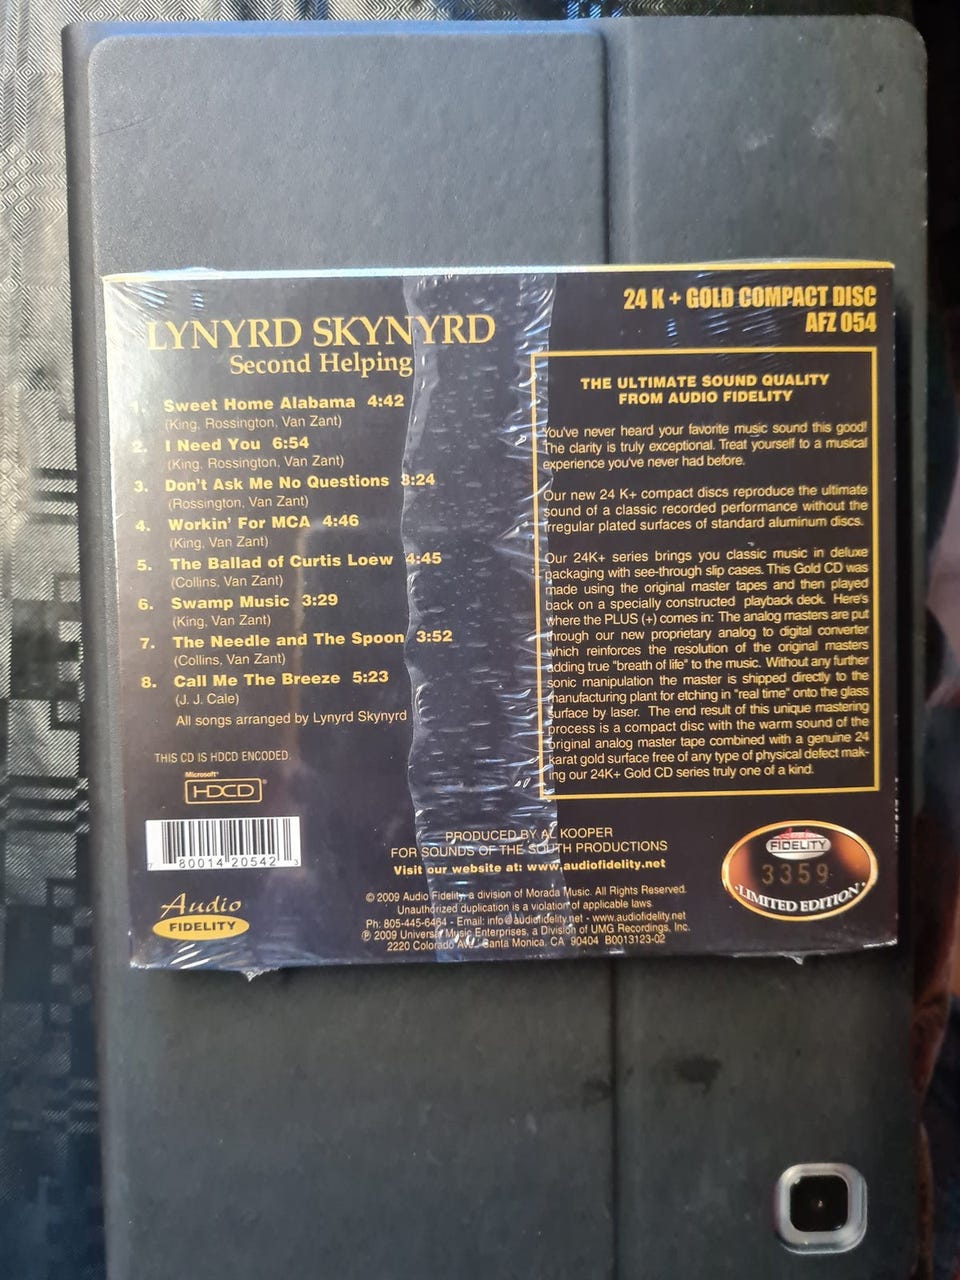 LYNYRD SKYNYRD
Second Helping
1. Sweet Home Alabama 4:42
(King, Rossington, Van Zant)
2. I Need You 6:54
(King, Rossington, Van Zant)
3. Don't Ask Me No Questions 3:24
(Rossington, Van Zant)
4. Workin' For MCA 4:46
(King, Van Zant)
5. The Ballad of Curtis Loew 4:45
(Collins, Van Zant)
6. Swamp Music 3:29
(King, Van Zant)
7. The Needle and The Spoon 3:52
(Collins, Van Zant)
8. Call Me The Breeze 5:23
(J. J. Cale)
All songs arranged by Lynyrd Skynyrd
THIS CD IS HDCD ENCODED.
Microsoft®
HDCD®
7 80014 20542 3
Audio
FIDELITY
24 K + GOLD COMPACT DISC
AFZ 054
THE ULTIMATE SOUND QUALITY
FROM AUDIO FIDELITY
You've never heard your favorite music sound this good!
The clarity is truly exceptional. Treat yourself to a musical
experience you've never had before.
Our new 24 K+ compact discs reproduce the ultimate
sound of a classic recorded performance without the
irregular plated surfaces of standard aluminum discs.
Our 24K+ series brings you classic music in deluxe
packaging with see-through slip cases. This Gold CD was
made using the original master tapes and then played
back on a specially constructed playback deck. Here's
where the PLUS (+) comes in: The analog masters are put
through our new proprietary analog to digital converter
which reinforces the resolution of the original masters
adding true "breath of life" to the music. Without any further
sonic manipulation the master is shipped directly to the
manufacturing plant for etching in "real time" onto the glass
surface by laser. The end result of this unique mastering
process is a compact disc with the warm sound of the
original analog master tape combined with a genuine 24
karat gold surface free of any type of physical defect mak-
ing our 24K+ Gold CD series truly one of a kind.
PRODUCED BY AL KOOPER
FOR SOUNDS OF THE SOUTH PRODUCTIONS
Visit our website at: www.audiofidelity.net
© 2009 Audio Fidelity, a division of Morada Music. All Rights Reserved.
Unauthorized duplication is a violation of applicable laws.
Ph: 805-445-6464 - Email: info@audiofidelity.net - www.audiofidelity.net
℗ 2009 Universal Music Enterprises, a Division of UMG Recordings, Inc.
2220 Colorado Ave., Santa Monica, CA 90404 B0013123-02
Audio
FIDELITY
3359
·LIMITED EDITION·